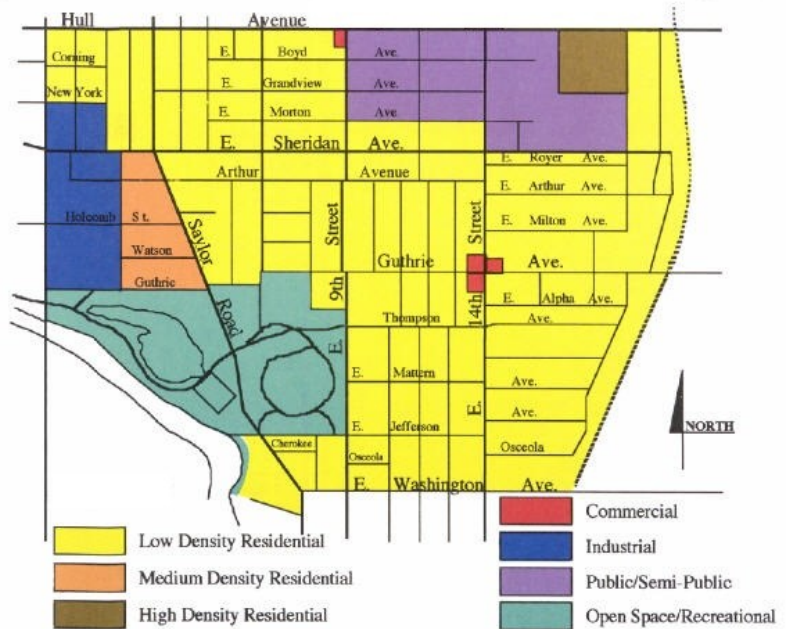 Hull Avenue
Corning
E. Boyd Ave.
New York
E. Grandview Ave.
E. Morton Ave.
E. Sheridan Ave.
E. Royer Ave.
Arthur Avenue
E. Arthur Ave.
Holcomb St.
E. Milton Ave.
Saylor Road
9th Street
14th Street
Watson
Guthrie Ave.
Guthrie
E. Alpha Ave.
Thompson Ave.
E.
E. Mattern Ave.
E.
Ave.
E. Jefferson
Cherokee
Osceola
Osceola
E. Washington Ave.
NORTH
Low Density Residential
Medium Density Residential
High Density Residential
Commercial
Industrial
Public/Semi-Public
Open Space/Recreational